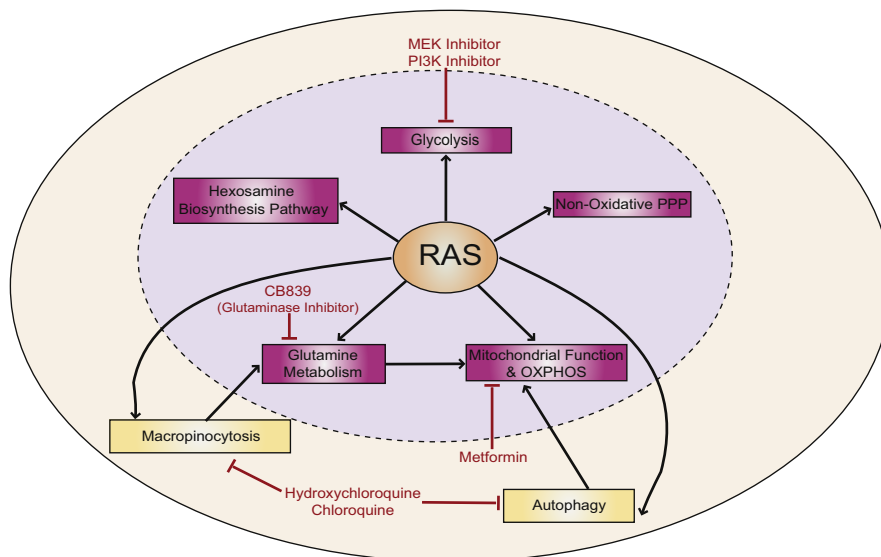 MEK Inhibitor
PI3K Inhibitor
Glycolysis
Hexosamine
Biosynthesis Pathway
Non-Oxidative PPP
RAS
CB839
(Glutaminase Inhibitor)
Glutamine
Metabolism
Mitochondrial Function
& OXPHOS
Macropinocytosis
Metformin
Hydroxychloroquine
Chloroquine
Autophagy